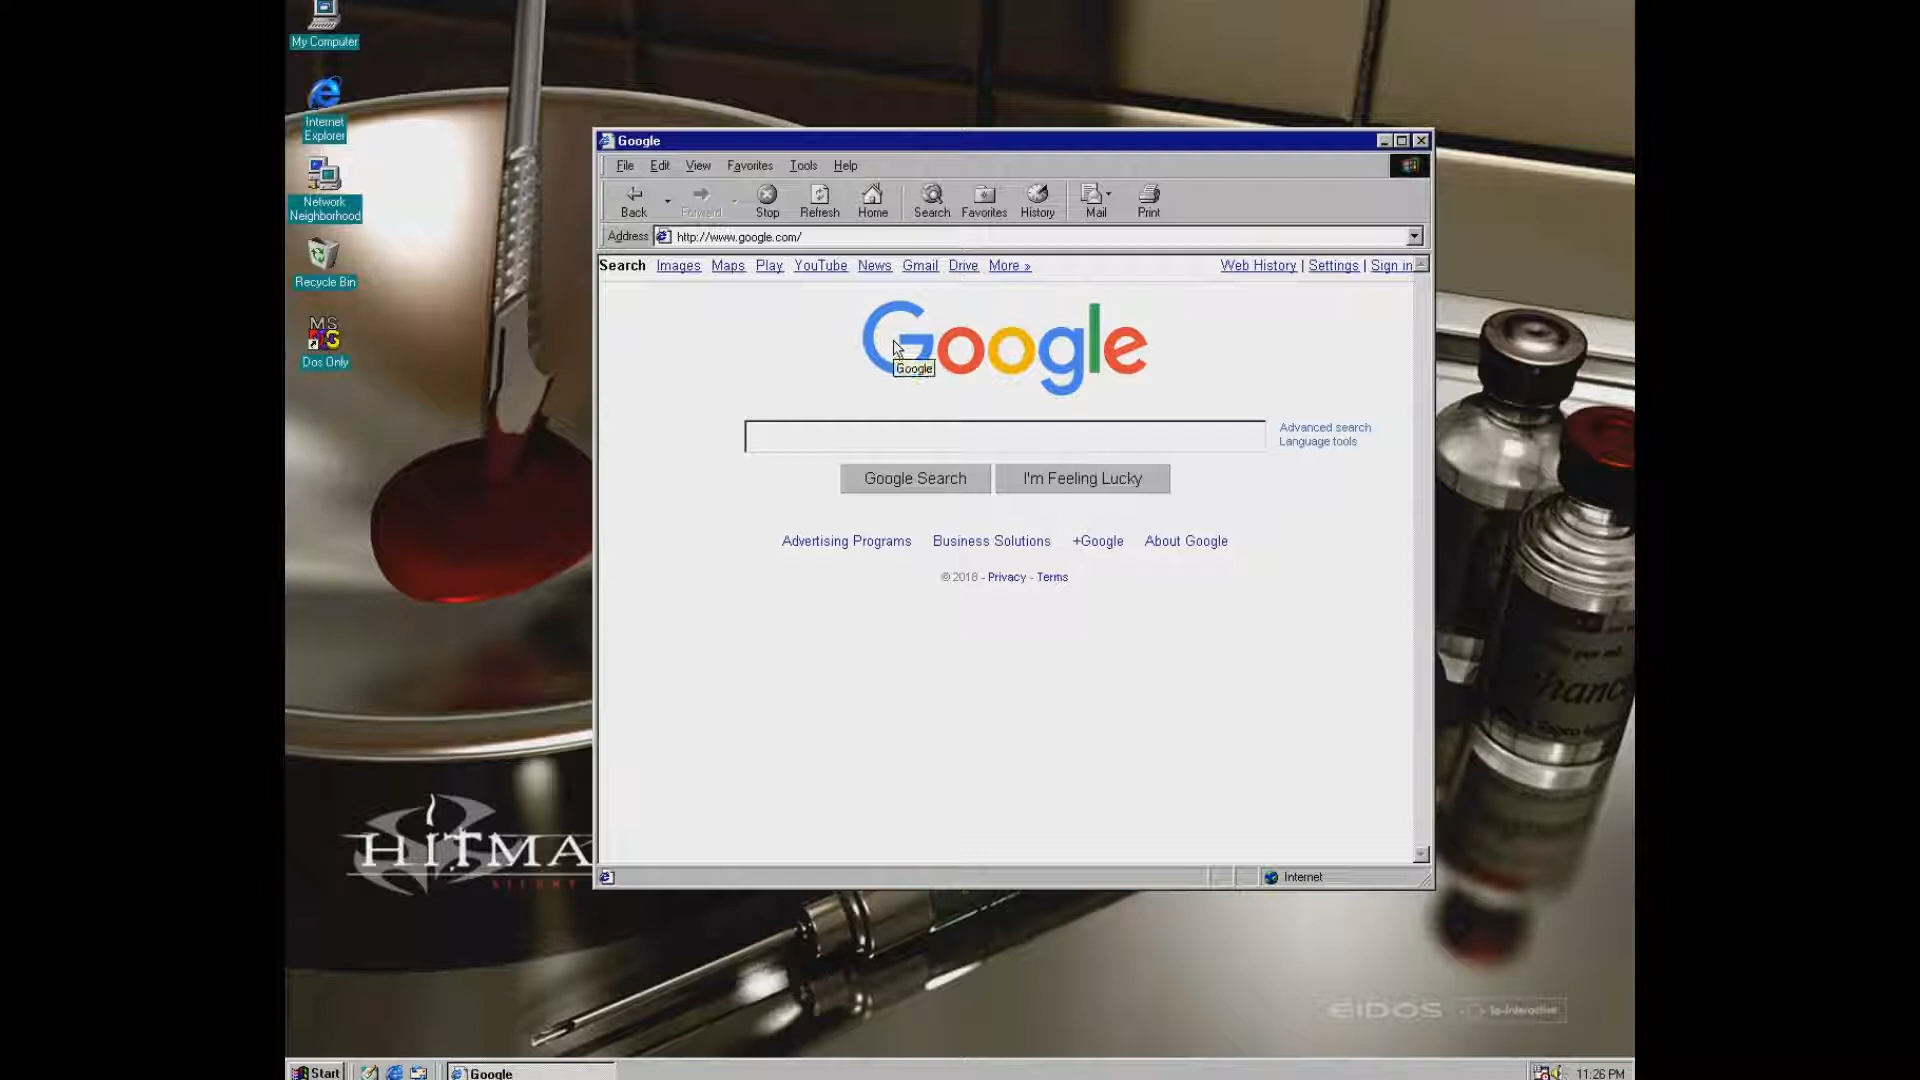 My Computer
Internet
Explorer
Network
Neighborhood
Recycle Bin
MS
Dos Only
Google
File Edit View Favorites Tools Help
Back Forward Stop Refresh Home Search Favorites History Mail Print
Address http://www.google.com/
Search Images Maps Play YouTube News Gmail Drive More » Web History | Settings | Sign in
Google
Google
Advanced search
Language tools
Google Search I'm Feeling Lucky
Advertising Programs Business Solutions +Google About Google
© 2018 - Privacy - Terms
Internet
HITMA
EIDOS
Start Google 11:26 PM